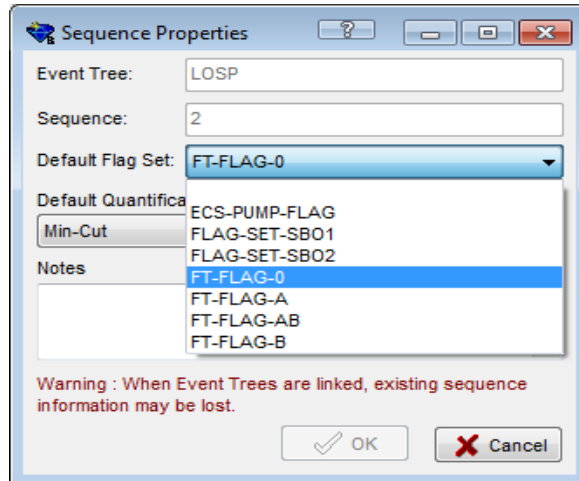 Sequence Properties
?
Event Tree: LOSP
Sequence: 2
Default Flag Set: FT-FLAG-0
Default Quantifica
ECS-PUMP-FLAG
Min-Cut
FLAG-SET-SBO1
FLAG-SET-SBO2
Notes
FT-FLAG-0
FT-FLAG-A
FT-FLAG-AB
FT-FLAG-B
Warning : When Event Trees are linked, existing sequence
information may be lost.
OK Cancel